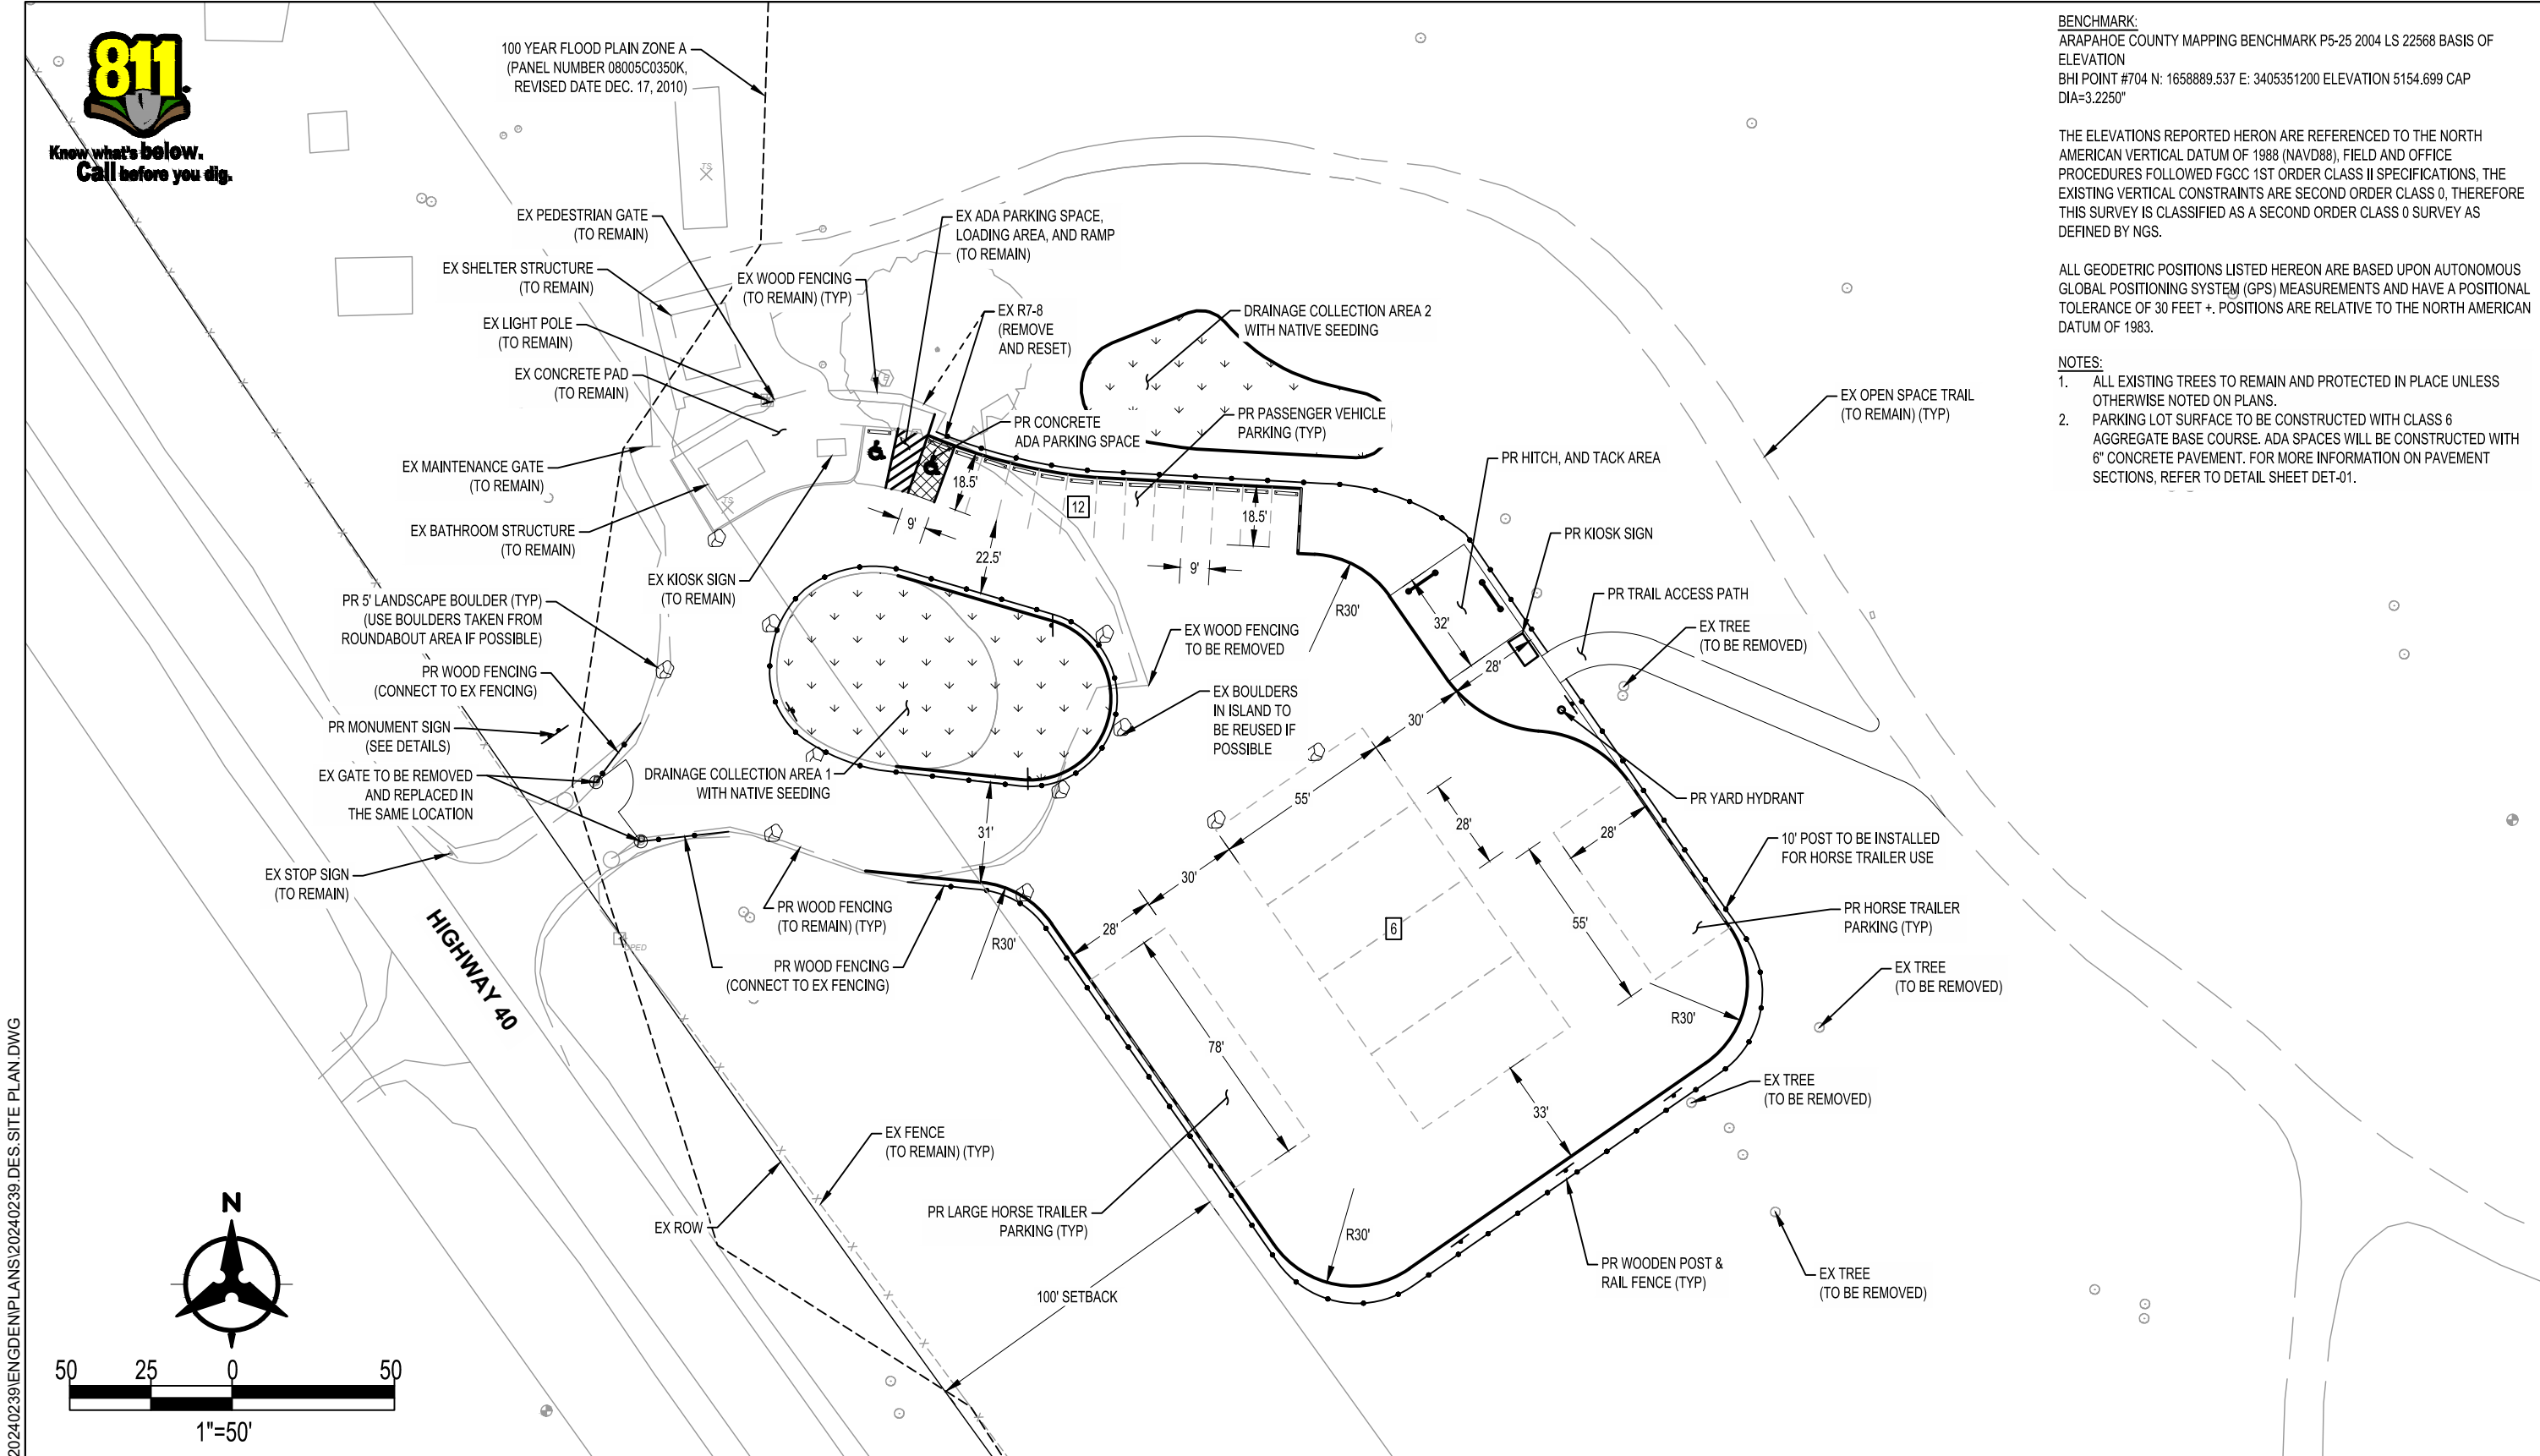 811
Know what's below.
Call before you dig.
100 YEAR FLOOD PLAIN ZONE A
(PANEL NUMBER 08005C0350K,
REVISED DATE DEC. 17, 2010)
BENCHMARK:
ARAPAHOE COUNTY MAPPING BENCHMARK P5-25 2004 LS 22568 BASIS OF
ELEVATION
BHI POINT #704 N: 1658889.537 E: 3405351200 ELEVATION 5154.699 CAP
DIA=3.2250"
THE ELEVATIONS REPORTED HERON ARE REFERENCED TO THE NORTH
AMERICAN VERTICAL DATUM OF 1988 (NAVD88), FIELD AND OFFICE
PROCEDURES FOLLOWED FGCC 1ST ORDER CLASS II SPECIFICATIONS, THE
EXISTING VERTICAL CONSTRAINTS ARE SECOND ORDER CLASS 0, THEREFORE
THIS SURVEY IS CLASSIFIED AS A SECOND ORDER CLASS 0 SURVEY AS
DEFINED BY NGS.
ALL GEODETRIC POSITIONS LISTED HEREON ARE BASED UPON AUTONOMOUS
GLOBAL POSITIONING SYSTEM (GPS) MEASUREMENTS AND HAVE A POSITIONAL
TOLERANCE OF 30 FEET +. POSITIONS ARE RELATIVE TO THE NORTH AMERICAN
DATUM OF 1983.
NOTES:
1. ALL EXISTING TREES TO REMAIN AND PROTECTED IN PLACE UNLESS
OTHERWISE NOTED ON PLANS.
2. PARKING LOT SURFACE TO BE CONSTRUCTED WITH CLASS 6
AGGREGATE BASE COURSE. ADA SPACES WILL BE CONSTRUCTED WITH
6" CONCRETE PAVEMENT. FOR MORE INFORMATION ON PAVEMENT
SECTIONS, REFER TO DETAIL SHEET DET-01.
TS
EX PEDESTRIAN GATE
(TO REMAIN)
EX ADA PARKING SPACE,
LOADING AREA, AND RAMP
(TO REMAIN)
EX SHELTER STRUCTURE
(TO REMAIN)
EX WOOD FENCING
(TO REMAIN) (TYP)
EX LIGHT POLE
(TO REMAIN)
EX R7-8
(REMOVE
AND RESET)
DRAINAGE COLLECTION AREA 2
WITH NATIVE SEEDING
EX CONCRETE PAD
(TO REMAIN)
E
PR CONCRETE
ADA PARKING SPACE
PR PASSENGER VEHICLE
PARKING (TYP)
EX OPEN SPACE TRAIL
(TO REMAIN) (TYP)
EX MAINTENANCE GATE
(TO REMAIN)
PR HITCH, AND TACK AREA
TS
18.5'
12
18.5'
9'
EX BATHROOM STRUCTURE
(TO REMAIN)
PR KIOSK SIGN
22.5'
9'
EX KIOSK SIGN
(TO REMAIN)
PR 5' LANDSCAPE BOULDER (TYP)
(USE BOULDERS TAKEN FROM
ROUNDABOUT AREA IF POSSIBLE)
R30'
32'
PR TRAIL ACCESS PATH
EX WOOD FENCING
TO BE REMOVED
EX TREE
(TO BE REMOVED)
28'
PR WOOD FENCING
(CONNECT TO EX FENCING)
EX BOULDERS
IN ISLAND TO
BE REUSED IF
POSSIBLE
30'
PR MONUMENT SIGN
(SEE DETAILS)
EX GATE TO BE REMOVED
AND REPLACED IN
THE SAME LOCATION
DRAINAGE COLLECTION AREA 1
WITH NATIVE SEEDING
55'
PR YARD HYDRANT
28'
28'
31'
10' POST TO BE INSTALLED
FOR HORSE TRAILER USE
EX STOP SIGN
(TO REMAIN)
30'
HIGHWAY 40
PR WOOD FENCING
(TO REMAIN) (TYP)
PR HORSE TRAILER
PARKING (TYP)
28'
6
55'
R30'
PED
PR WOOD FENCING
(CONNECT TO EX FENCING)
EX TREE
(TO BE REMOVED)
R30'
78'
EX TREE
(TO BE REMOVED)
33'
EX FENCE
(TO REMAIN) (TYP)
PR LARGE HORSE TRAILER
PARKING (TYP)
EX ROW
R30'
PR WOODEN POST &
RAIL FENCE (TYP)
EX TREE
(TO BE REMOVED)
100' SETBACK
N
50 25 0 50
1"=50'
20240239\ENGDEN\PLANS\20240239.DES.SITE PLAN.DWG